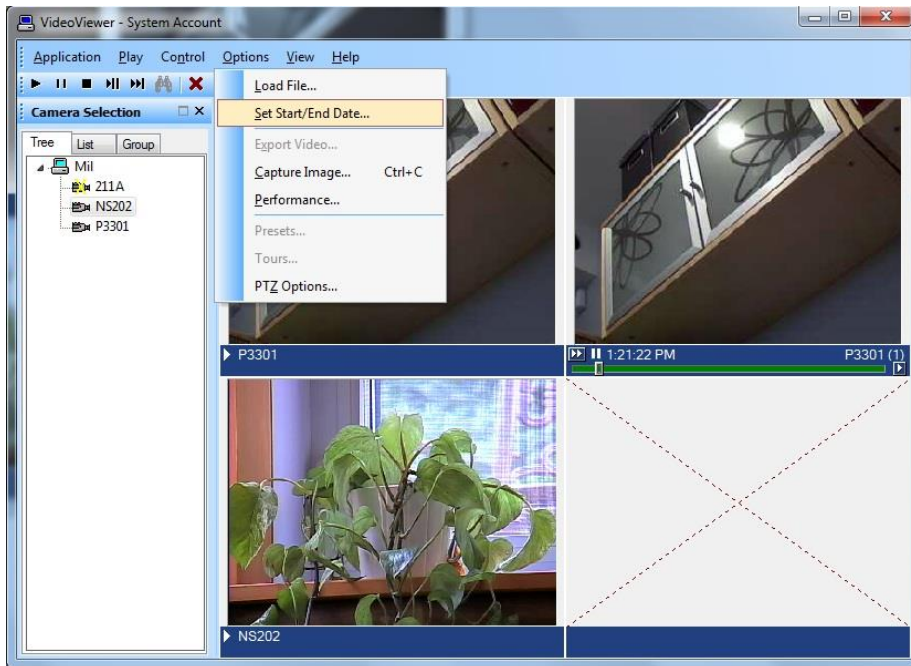 VideoViewer - System Account
Application Play Control Options View Help
Camera Selection
Tree List Group
Mil
211A
NS202
P3301
Load File...
Set Start/End Date...
Export Video...
Capture Image... Ctrl+C
Performance...
Presets...
Tours...
PTZ Options...
P3301
1:21:22 PM P3301 (1)
NS202